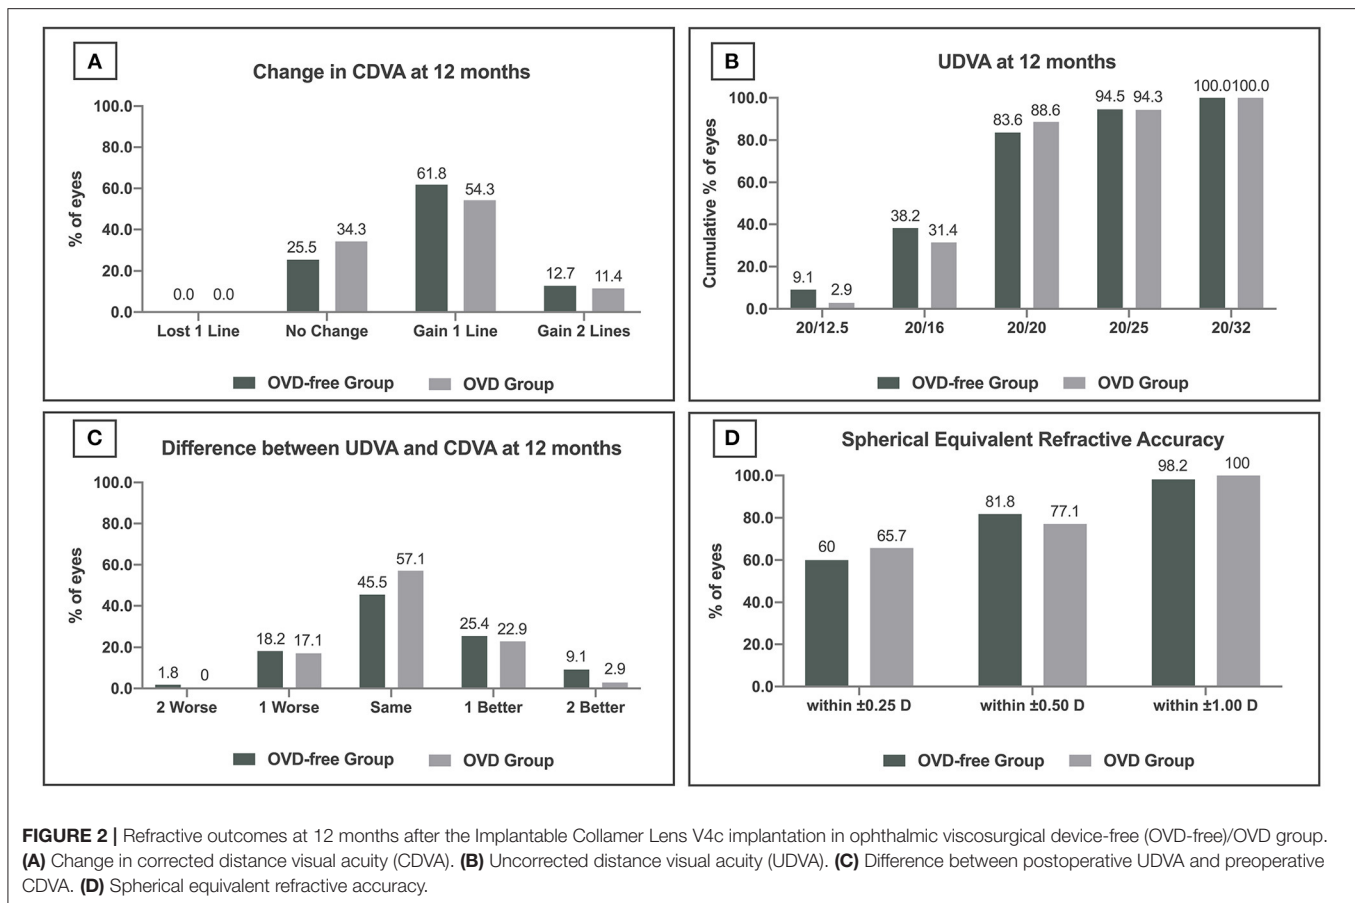 A
Change in CDVA at 12 months
% of eyes
100.0
80.0
60.0
40.0
20.0
0.0
0.0 0.0
25.5 34.3
61.8 54.3
12.7 11.4
Lost 1 Line No Change Gain 1 Line Gain 2 Lines
OVD-free Group OVD Group
B
UDVA at 12 months
Cumulative % of eyes
100.0
80.0
60.0
40.0
20.0
0.0
9.1 2.9
38.2 31.4
83.6 88.6
94.5 94.3
100.0 100.0
20/12.5 20/16 20/20 20/25 20/32
OVD-free Group OVD Group
C
Difference between UDVA and CDVA at 12 months
% of eyes
100.0
80.0
60.0
40.0
20.0
0.0
1.8 0
18.2 17.1
45.5 57.1
25.4 22.9
9.1 2.9
2 Worse 1 Worse Same 1 Better 2 Better
OVD-free Group OVD Group
D
Spherical Equivalent Refractive Accuracy
% of eyes
100.0
80.0
60.0
40.0
20.0
0.0
60 65.7
81.8 77.1
98.2 100
within ±0.25 D within ±0.50 D within ±1.00 D
OVD-free Group OVD Group
FIGURE 2 | Refractive outcomes at 12 months after the Implantable Collamer Lens V4c implantation in ophthalmic viscosurgical device-free (OVD-free)/OVD group.
(A) Change in corrected distance visual acuity (CDVA). (B) Uncorrected distance visual acuity (UDVA). (C) Difference between postoperative UDVA and preoperative
CDVA. (D) Spherical equivalent refractive accuracy.